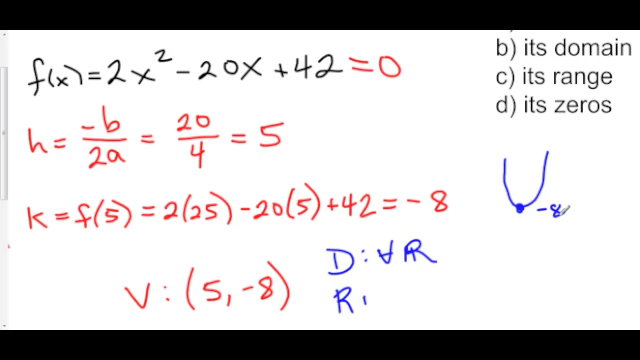 f(x) = 2x² - 20x + 42 = 0
h = -b/2a = 20/4 = 5
k = f(5) = 2(25) - 20(5) + 42 = -8
V : (5, -8)
D : ∀ ℝ
R
b) its domain
c) its range
d) its zeros
-8